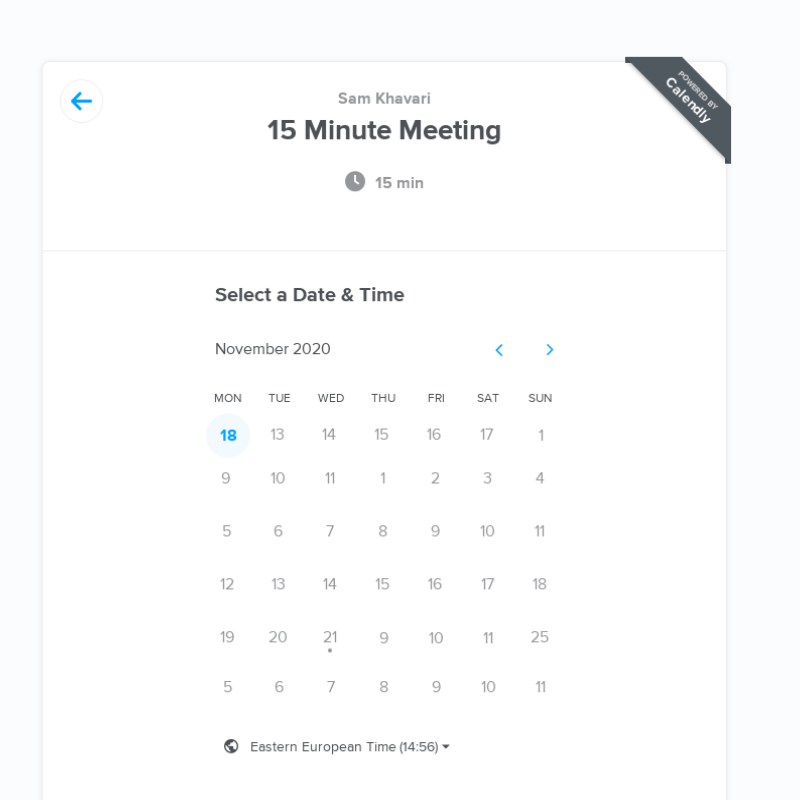 POWERED BY
Calendly
Sam Khavari
15 Minute Meeting
15 min
Select a Date & Time
November 2020
MON TUE WED THU FRI SAT SUN
18 13 14 15 16 17 1
9 10 11 1 2 3 4
5 6 7 8 9 10 11
12 13 14 15 16 17 18
19 20 21 9 10 11 25
5 6 7 8 9 10 11
Eastern European Time (14:56)